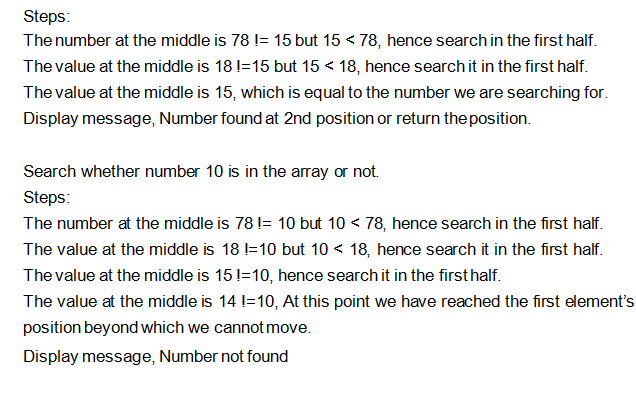 Steps:
The number at the middle is 78 != 15 but 15 < 78, hence search in the first half.
The value at the middle is 18 !=15 but 15 < 18, hence search it in the first half.
The value at the middle is 15, which is equal to the number we are searching for.
Display message, Number found at 2nd position or return the position.
Search whether number 10 is in the array or not.
Steps:
The number at the middle is 78 != 10 but 10 < 78, hence search in the first half.
The value at the middle is 18 !=10 but 10 < 18, hence search it in the first half.
The value at the middle is 15 !=10, hence search it in the first half.
The value at the middle is 14 !=10, At this point we have reached the first element’s
position beyond which we cannot move.
Display message, Number not found